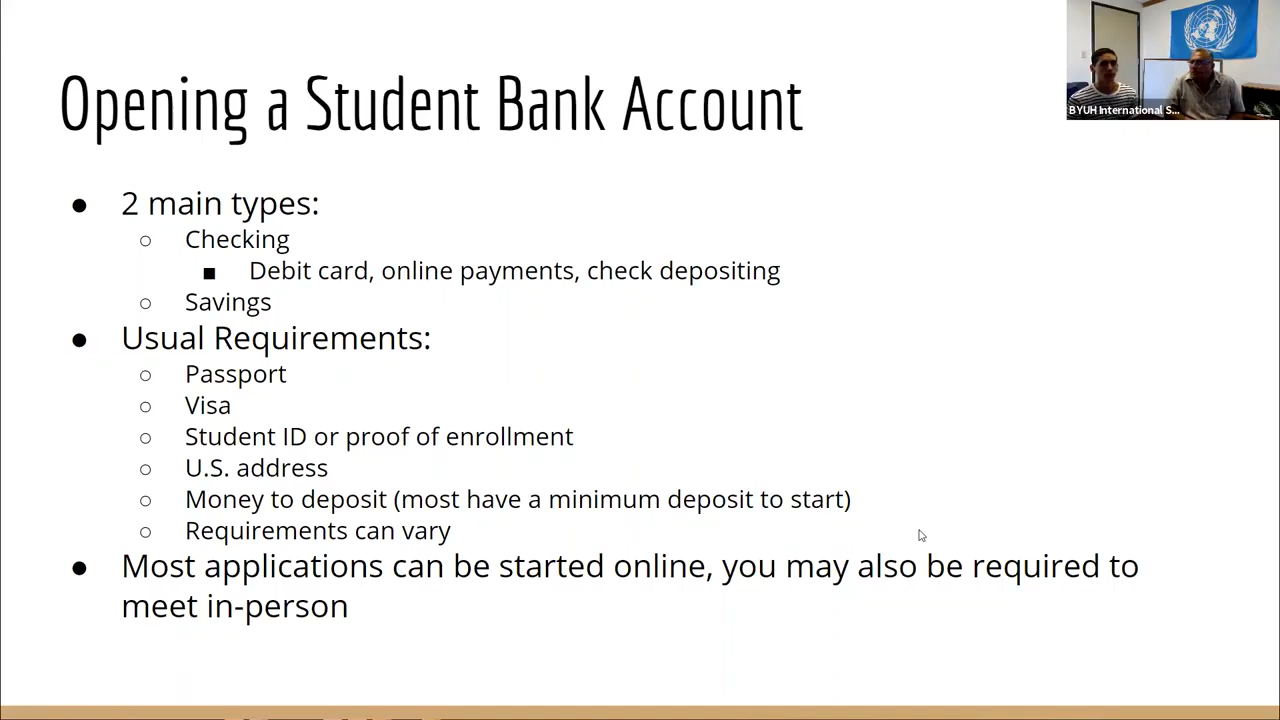 Opening a Student Bank Account
BYUH International S...
● 2 main types:
○ Checking
■ Debit card, online payments, check depositing
○ Savings
● Usual Requirements:
○ Passport
○ Visa
○ Student ID or proof of enrollment
○ U.S. address
○ Money to deposit (most have a minimum deposit to start)
○ Requirements can vary
● Most applications can be started online, you may also be required to
meet in-person